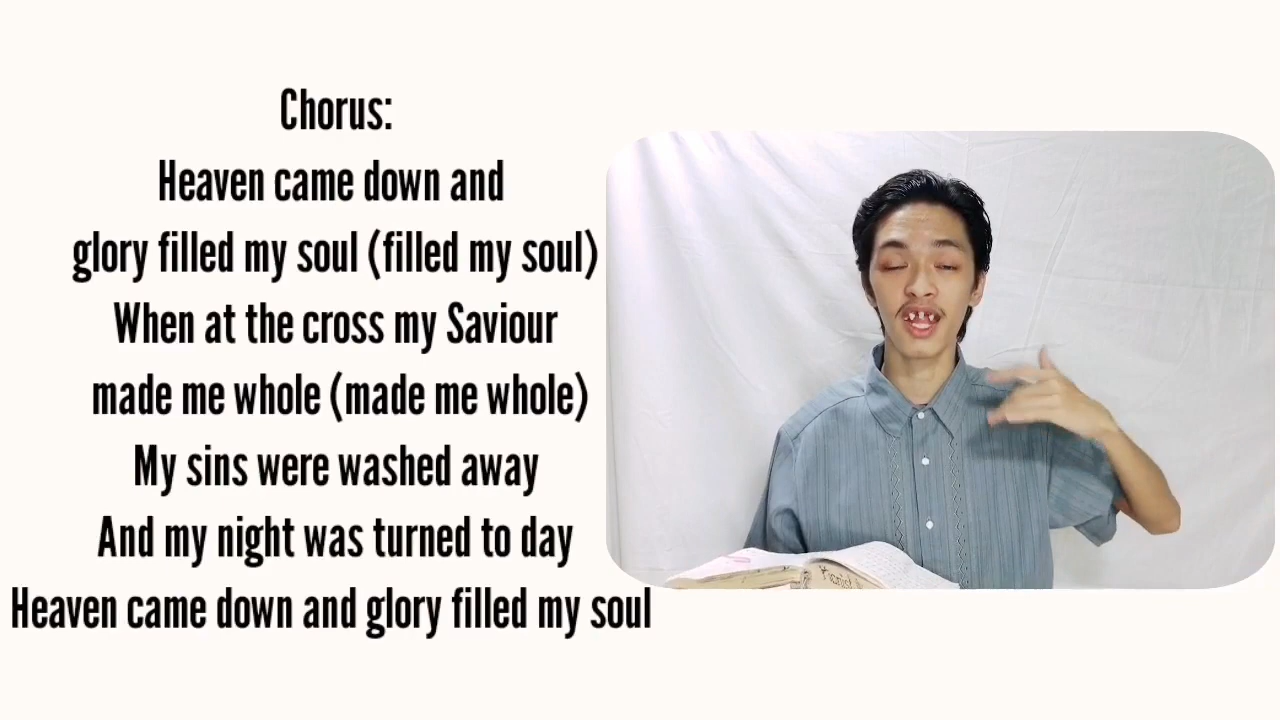 Chorus:
Heaven came down and
glory filled my soul (filled my soul)
When at the cross my Saviour
made me whole (made me whole)
My sins were washed away
And my night was turned to day
Heaven came down and glory filled my soul